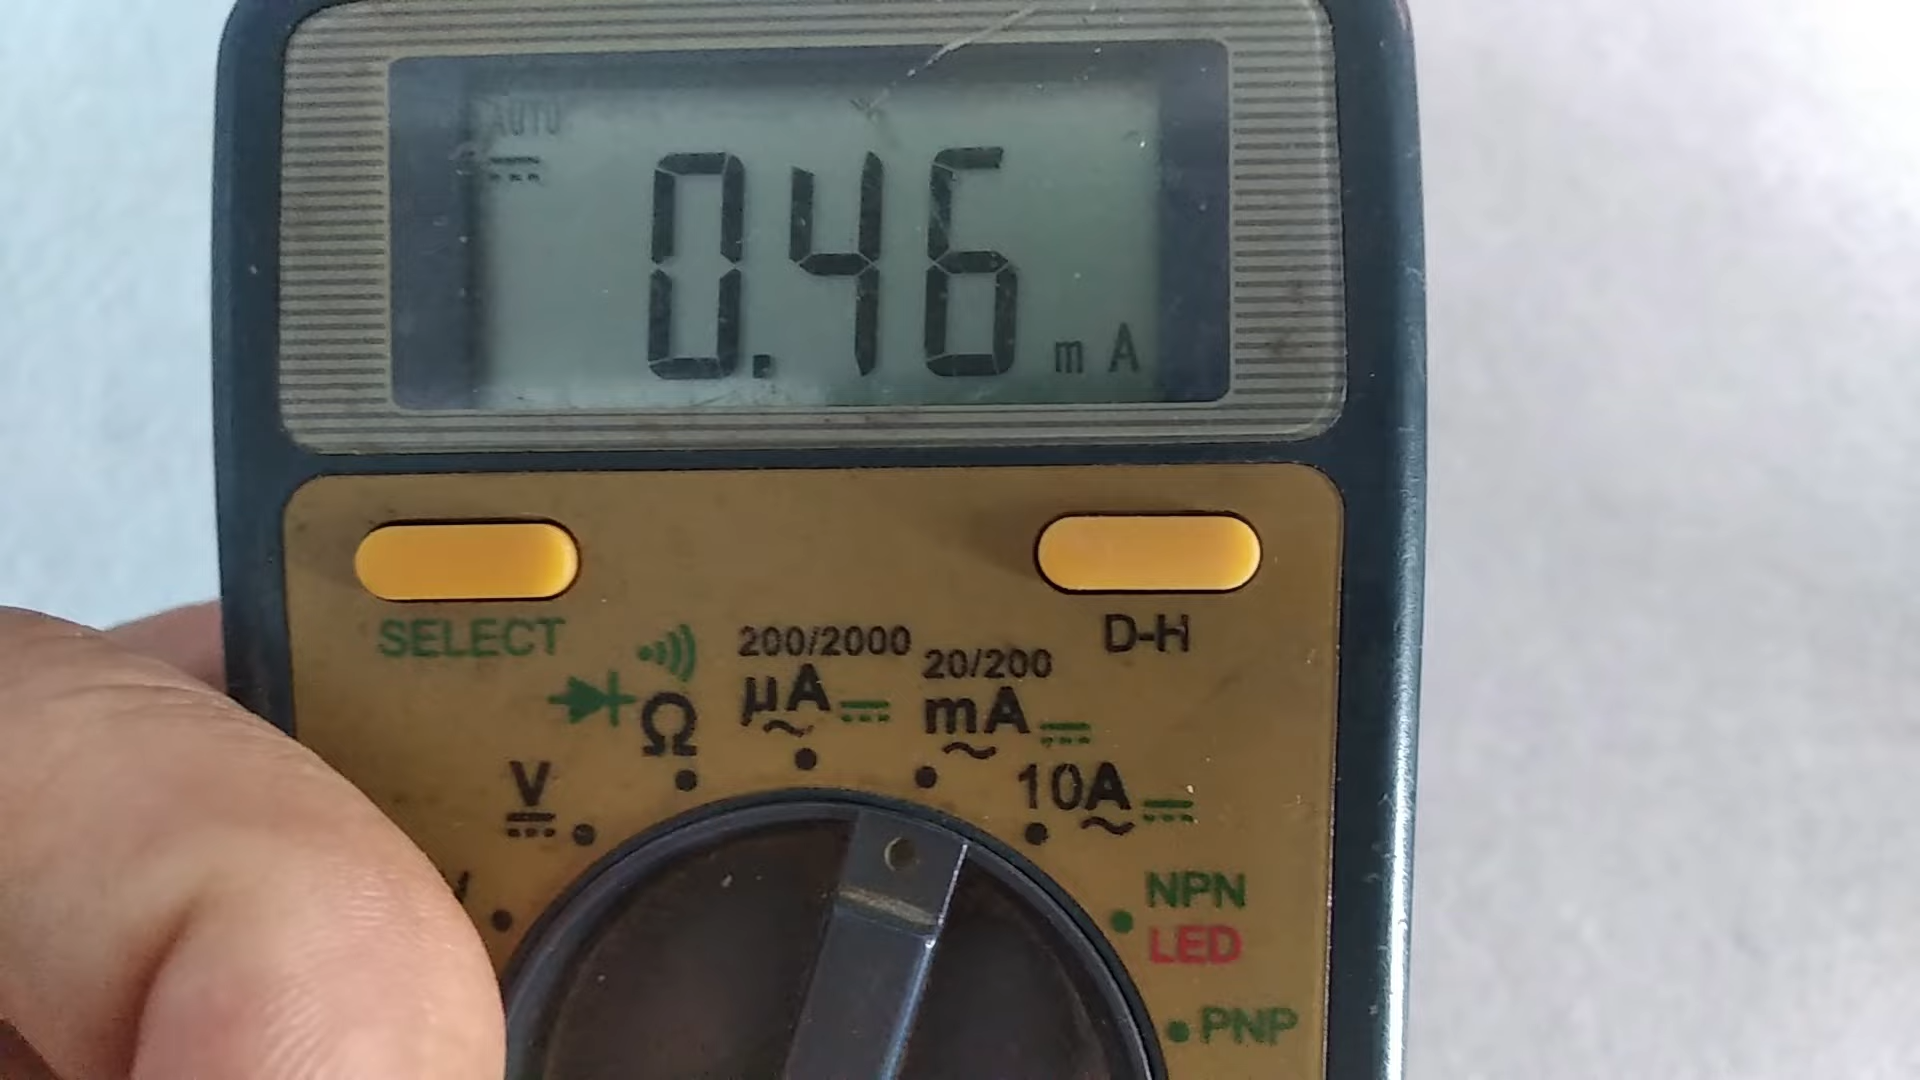 AUTO
0.46 mA
SELECT
D-H
200/2000
µA
20/200
mA
Ω
V
10A
NPN
LED
PNP